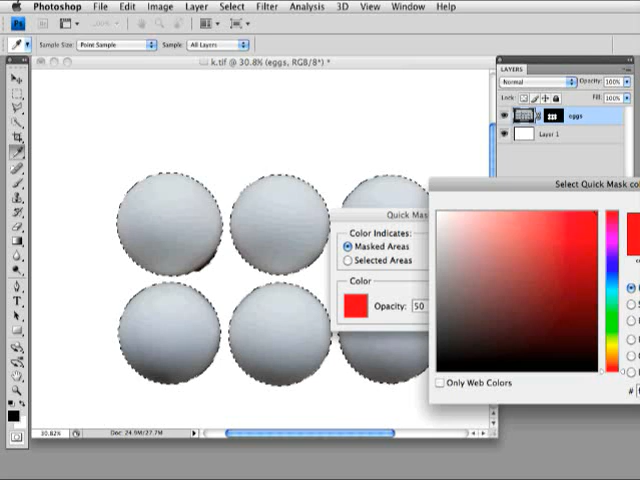 Photoshop File Edit Image Layer Select Filter Analysis 3D View Window Help
Ps Br 100%
Sample Size: Point Sample Sample: All Layers
k.tif @ 30.8% (eggs, RGB/8*) *
LAYERS
Normal Opacity: 100%
Lock: Fill: 100%
eggs
Layer 1
Select Quick Mask co
Quick Mas
Color Indicates:
Masked Areas
Selected Areas
Color
Opacity: 50
Only Web Colors
#
30.82% Doc: 24.9M/27.7M